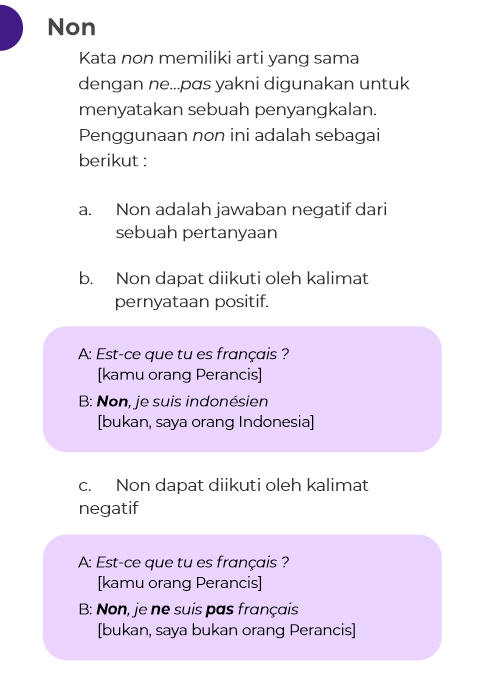 Non
Kata non memiliki arti yang sama
dengan ne...pas yakni digunakan untuk
menyatakan sebuah penyangkalan.
Penggunaan non ini adalah sebagai
berikut :
a. Non adalah jawaban negatif dari
sebuah pertanyaan
b. Non dapat diikuti oleh kalimat
pernyataan positif.
A: Est-ce que tu es français ?
[kamu orang Perancis]
B: Non, je suis indonésien
[bukan, saya orang Indonesia]
c. Non dapat diikuti oleh kalimat
negatif
A: Est-ce que tu es français ?
[kamu orang Perancis]
B: Non, je ne suis pas français
[bukan, saya bukan orang Perancis]